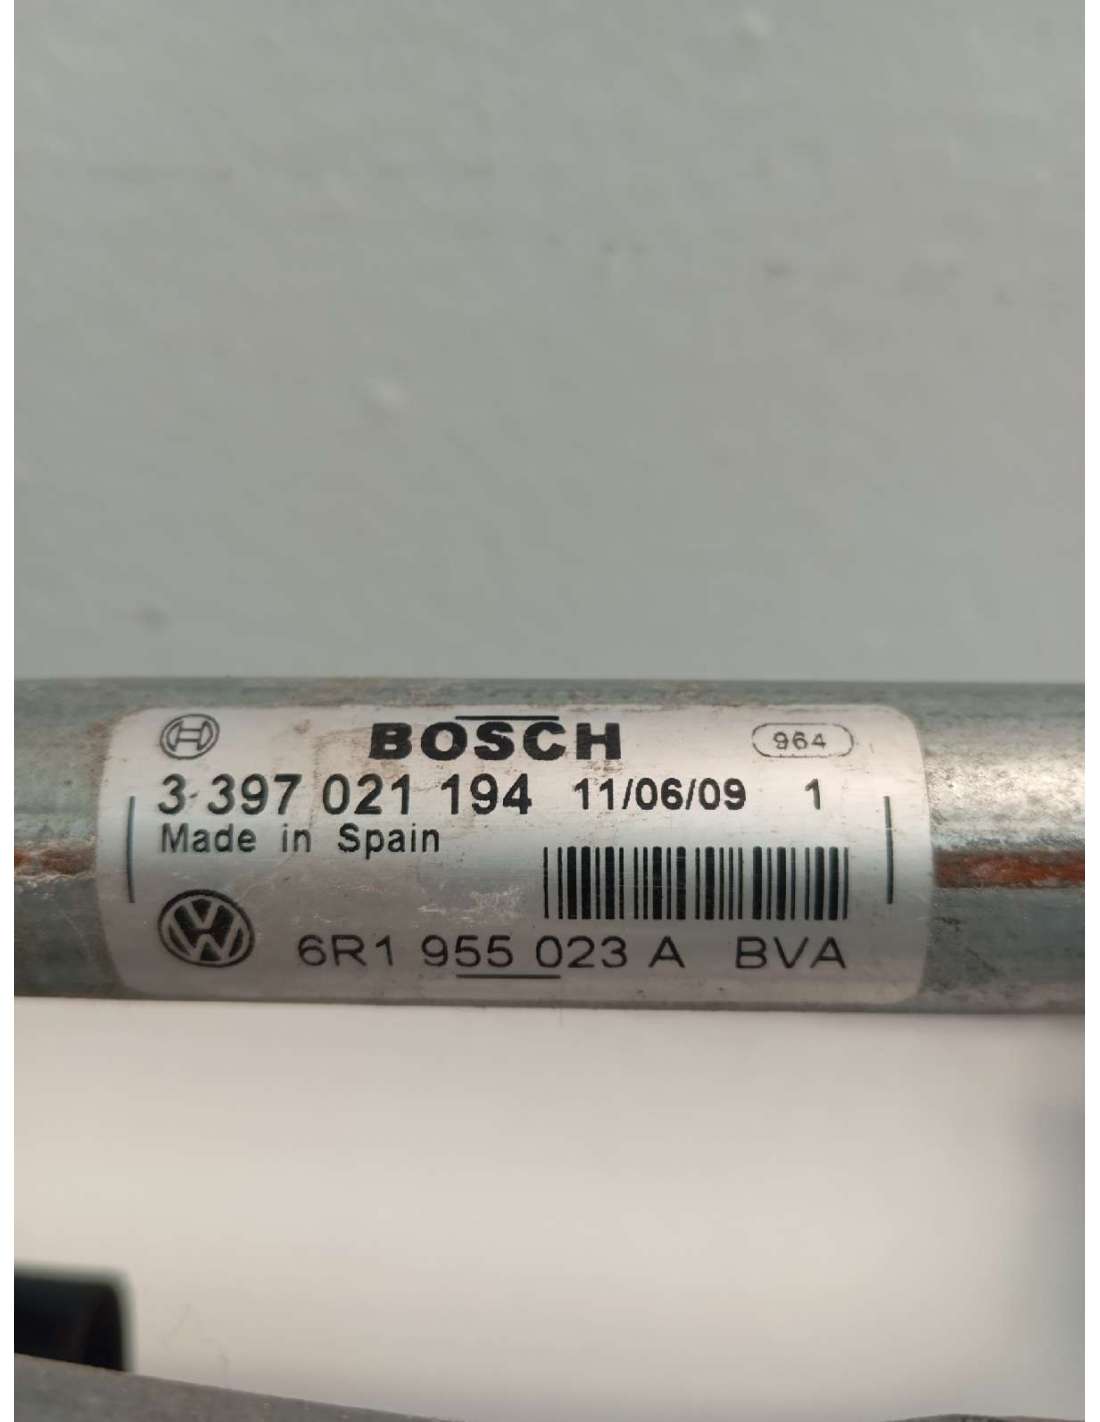 BOSCH 964
3 397 021 194 11/06/09 1
Made in Spain
6R1 955 023 A BVA